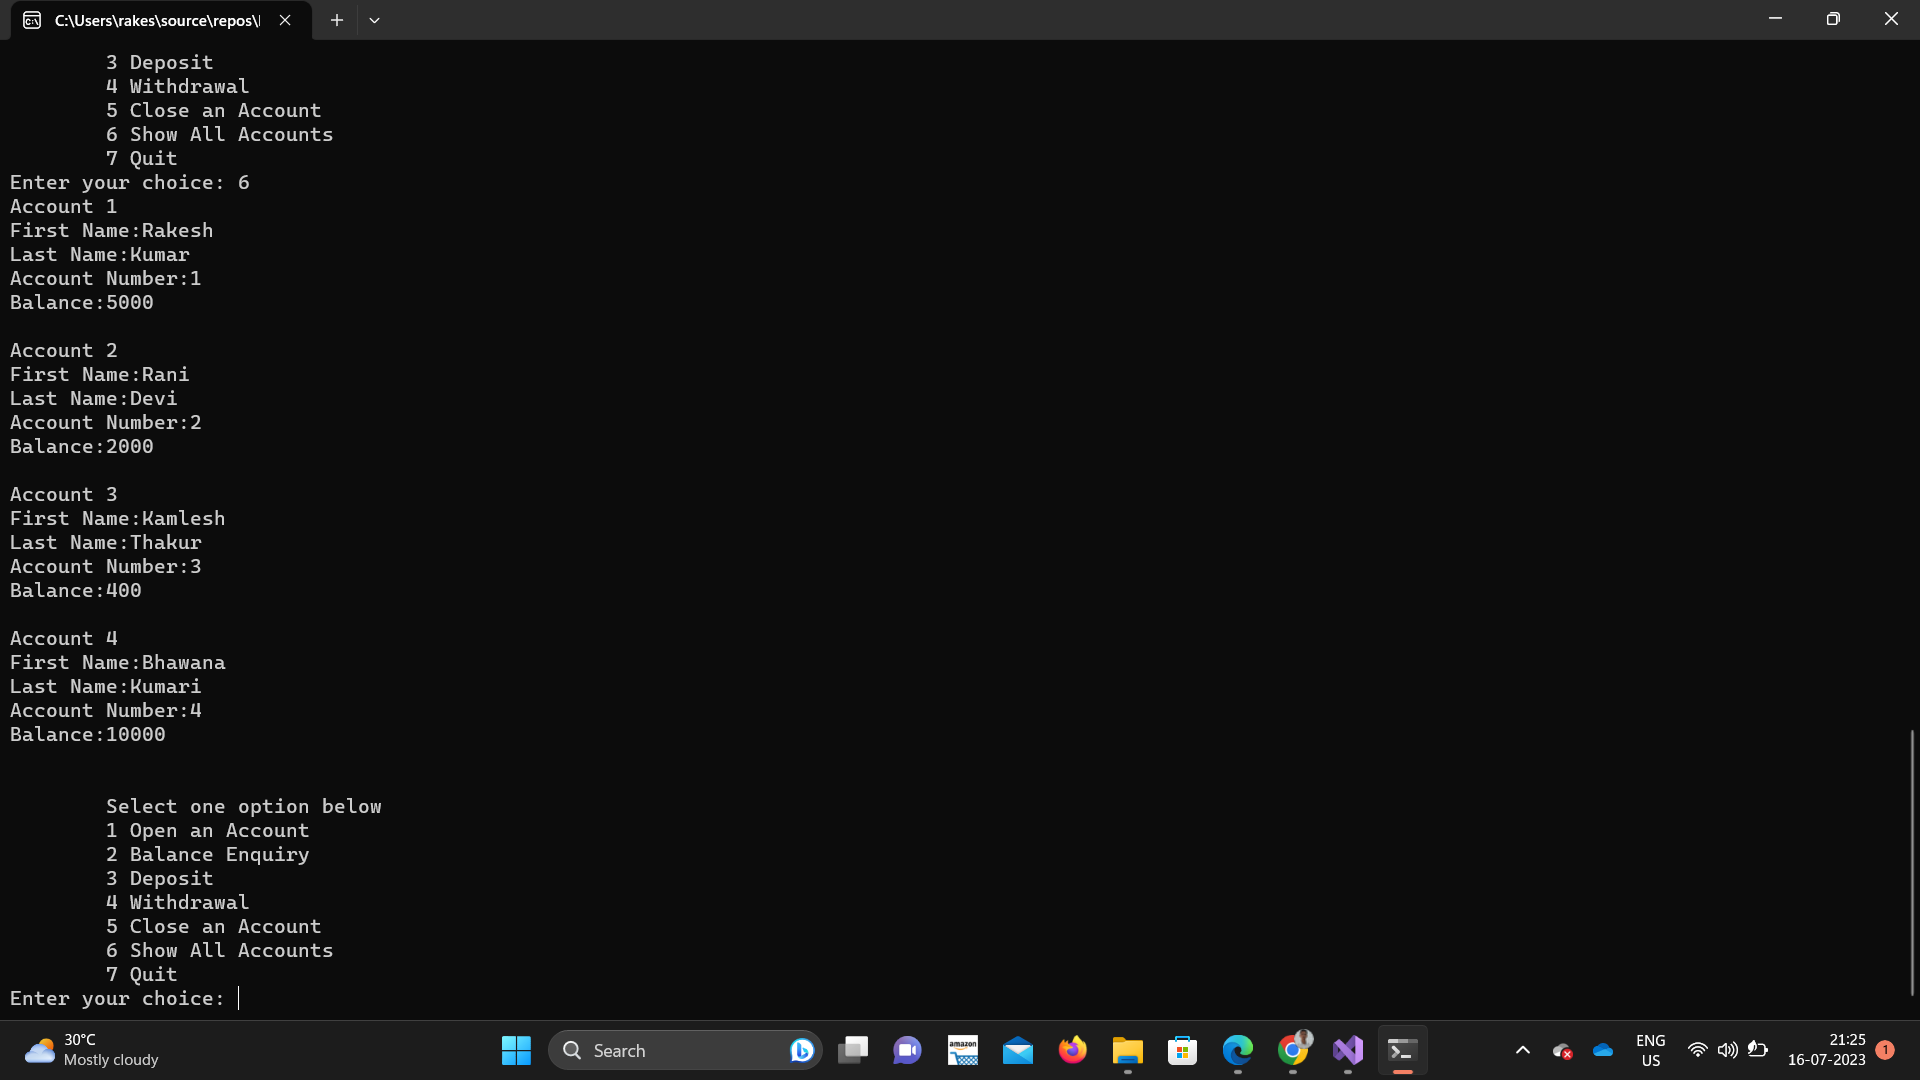 C:\Users\rakes\source\repos\
3 Deposit
4 Withdrawal
5 Close an Account
6 Show All Accounts
7 Quit
Enter your choice: 6
Account 1
First Name:Rakesh
Last Name:Kumar
Account Number:1
Balance:5000
Account 2
First Name:Rani
Last Name:Devi
Account Number:2
Balance:2000
Account 3
First Name:Kamlesh
Last Name:Thakur
Account Number:3
Balance:400
Account 4
First Name:Bhawana
Last Name:Kumari
Account Number:4
Balance:10000
Select one option below
1 Open an Account
2 Balance Enquiry
3 Deposit
4 Withdrawal
5 Close an Account
6 Show All Accounts
7 Quit
Enter your choice:
30°C
Mostly cloudy
Search
amazon
ENG
US
21:25
16-07-2023
1